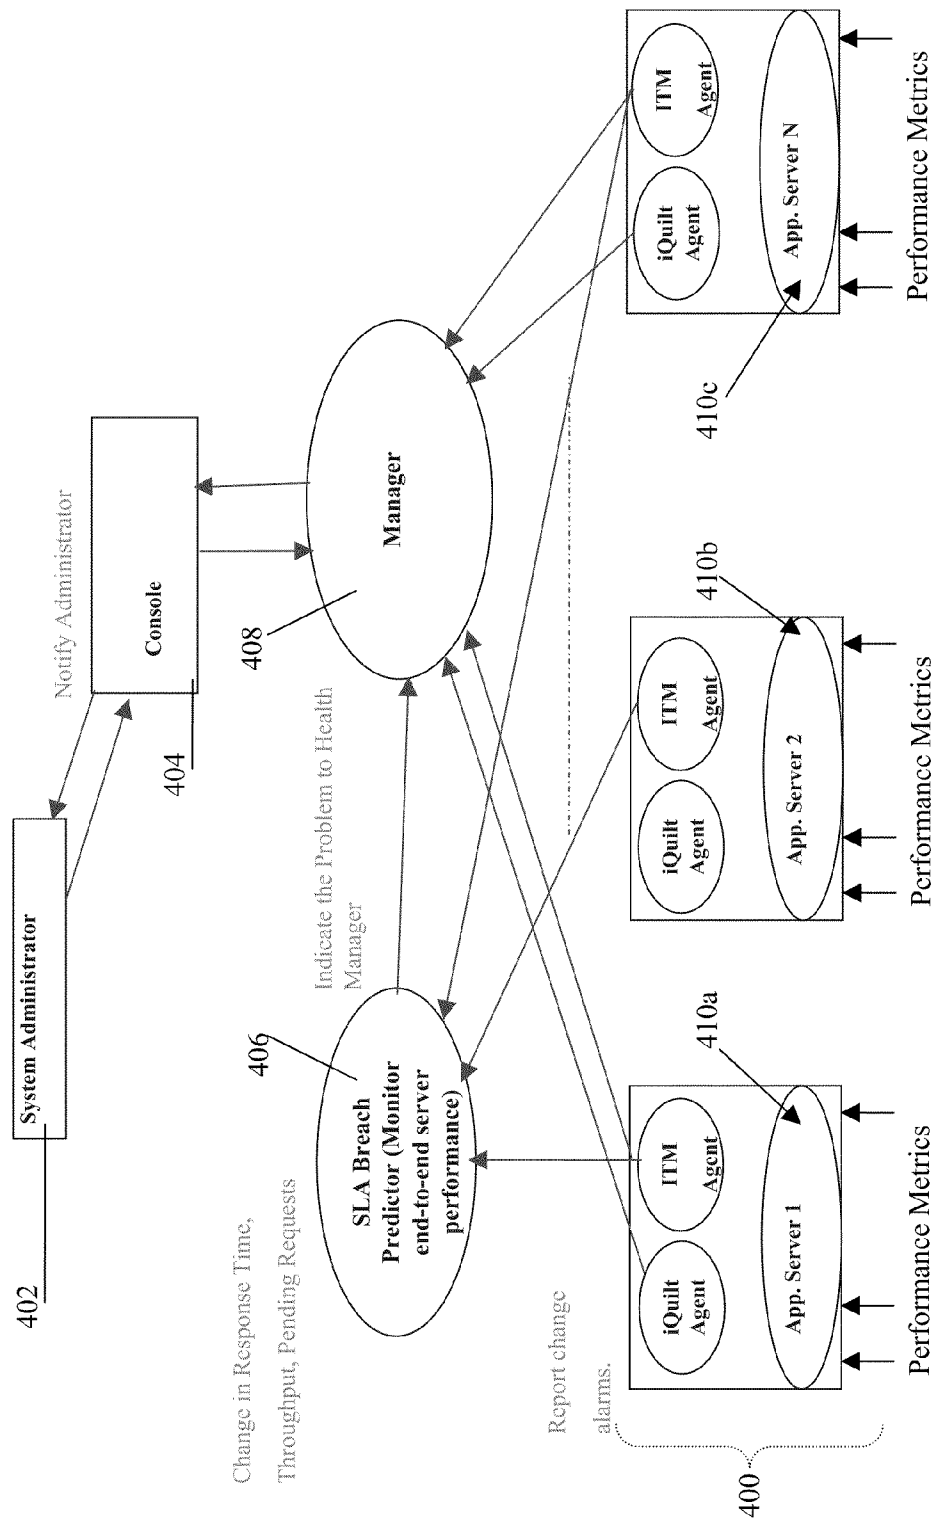 402
System Administrator
Notify Administrator
404
Console
Change in Response Time,
Throughput, Pending Requests
406
SLA Breach
Predictor (Monitor
end-to-end server
performance)
Indicate the Problem to Health
Manager
408
Manager
Report change
alarms.
400
iQuilt
Agent
ITM
Agent
App. Server 1
410a
Performance Metrics
iQuilt
Agent
ITM
Agent
App. Server 2
410b
Performance Metrics
iQuilt
Agent
ITM
Agent
App. Server N
410c
Performance Metrics